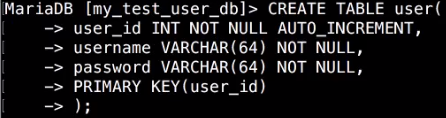 MariaDB [my_test_user_db]> CREATE TABLE user(
    -> user_id INT NOT NULL AUTO_INCREMENT,
    -> username VARCHAR(64) NOT NULL,
    -> password VARCHAR(64) NOT NULL,
    -> PRIMARY KEY(user_id)
    -> );